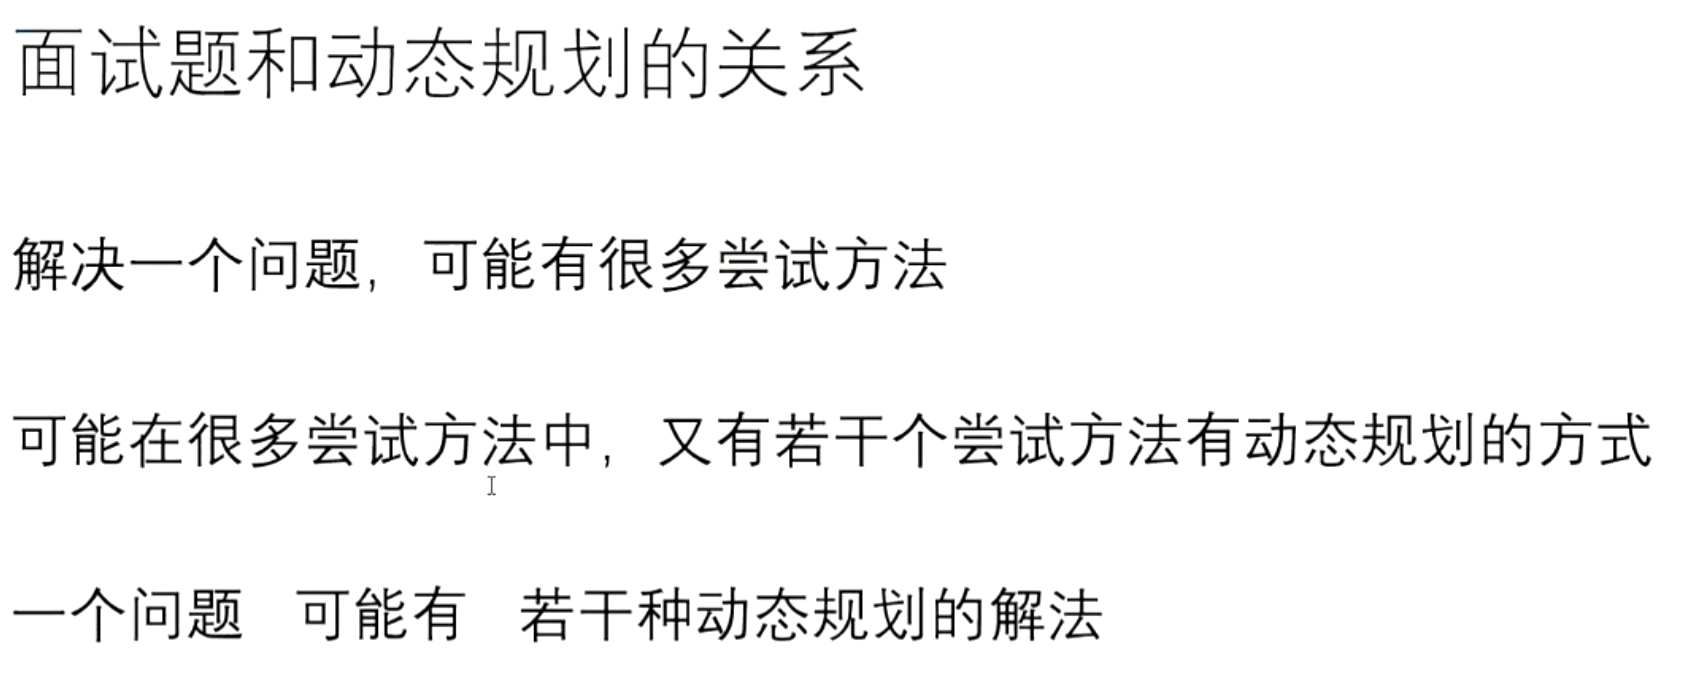 面试题和动态规划的关系
解决一个问题，可能有很多尝试方法
可能在很多尝试方法中，又有若干个尝试方法有动态规划的方式
一个问题 可能有 若干种动态规划的解法